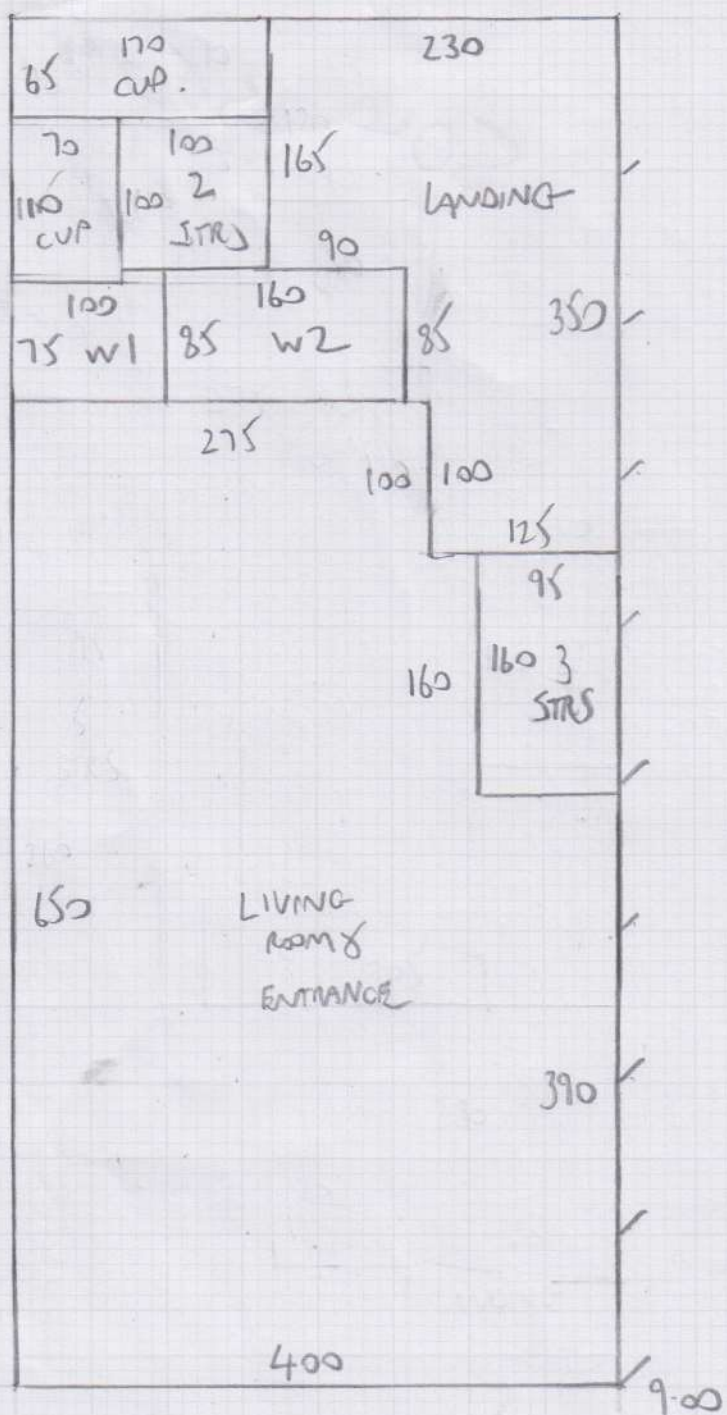 170
65 CUP.
230
70
110
CUP
100
100 2
STRS
165
LANDING
90
100
75 W1
160
85 W2
85
350
275
100 100
125
95
160
160 3
STRS
650
LIVING
ROOM &
ENTRANCE
390
400
9.00